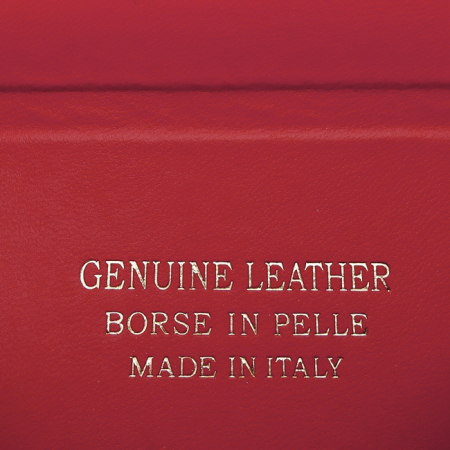 GENUINE LEATHER
BORSE IN PELLE
MADE IN ITALY